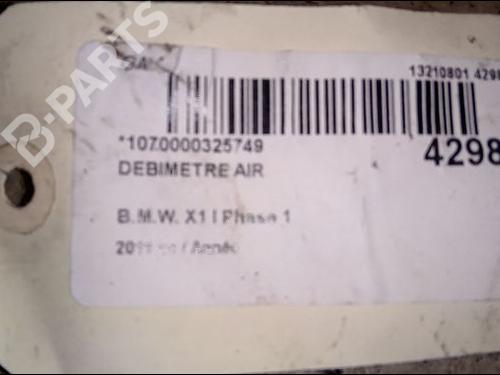 B-PARTS
13210801 4298
*1070000325749
4298
DEBIMETRE AIR
B.M.W. X1 I Phase 1